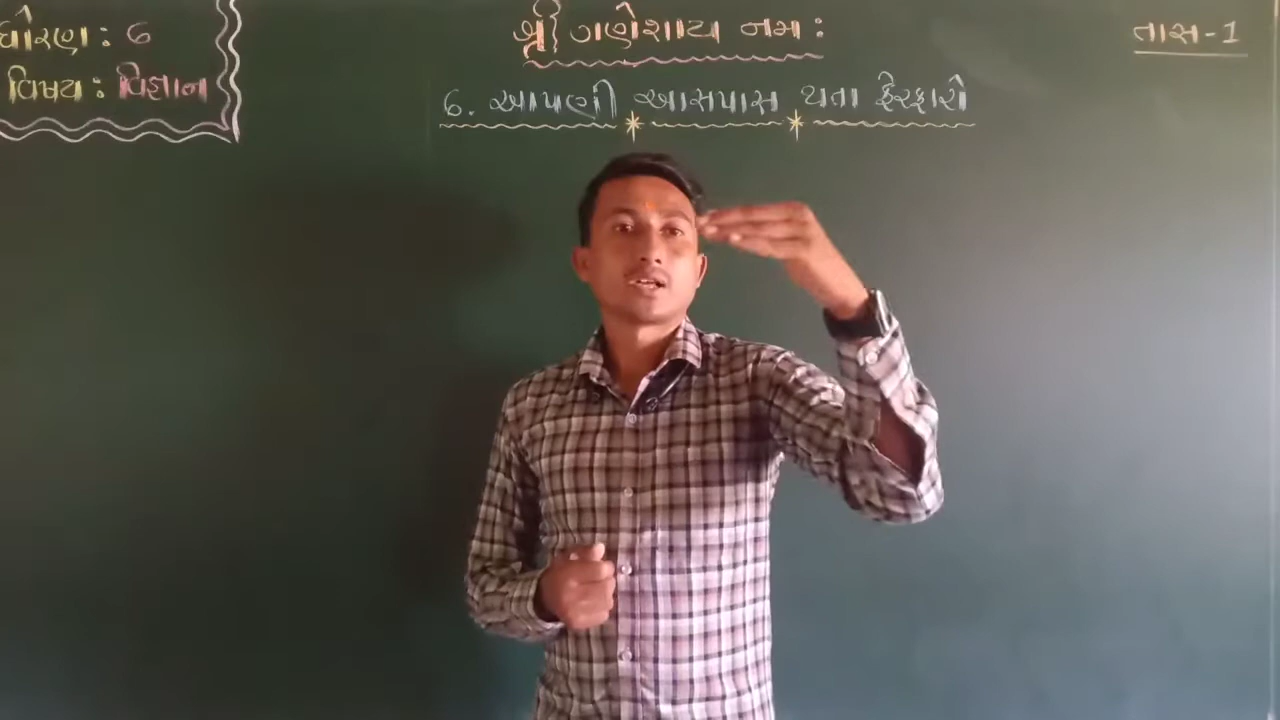 ધોરણ : 6
વિષય : વિજ્ઞાન
શ્રી ગણેશાય નમઃ
તાસ-1
6. આપણી આસપાસ થતા ફેરફારો